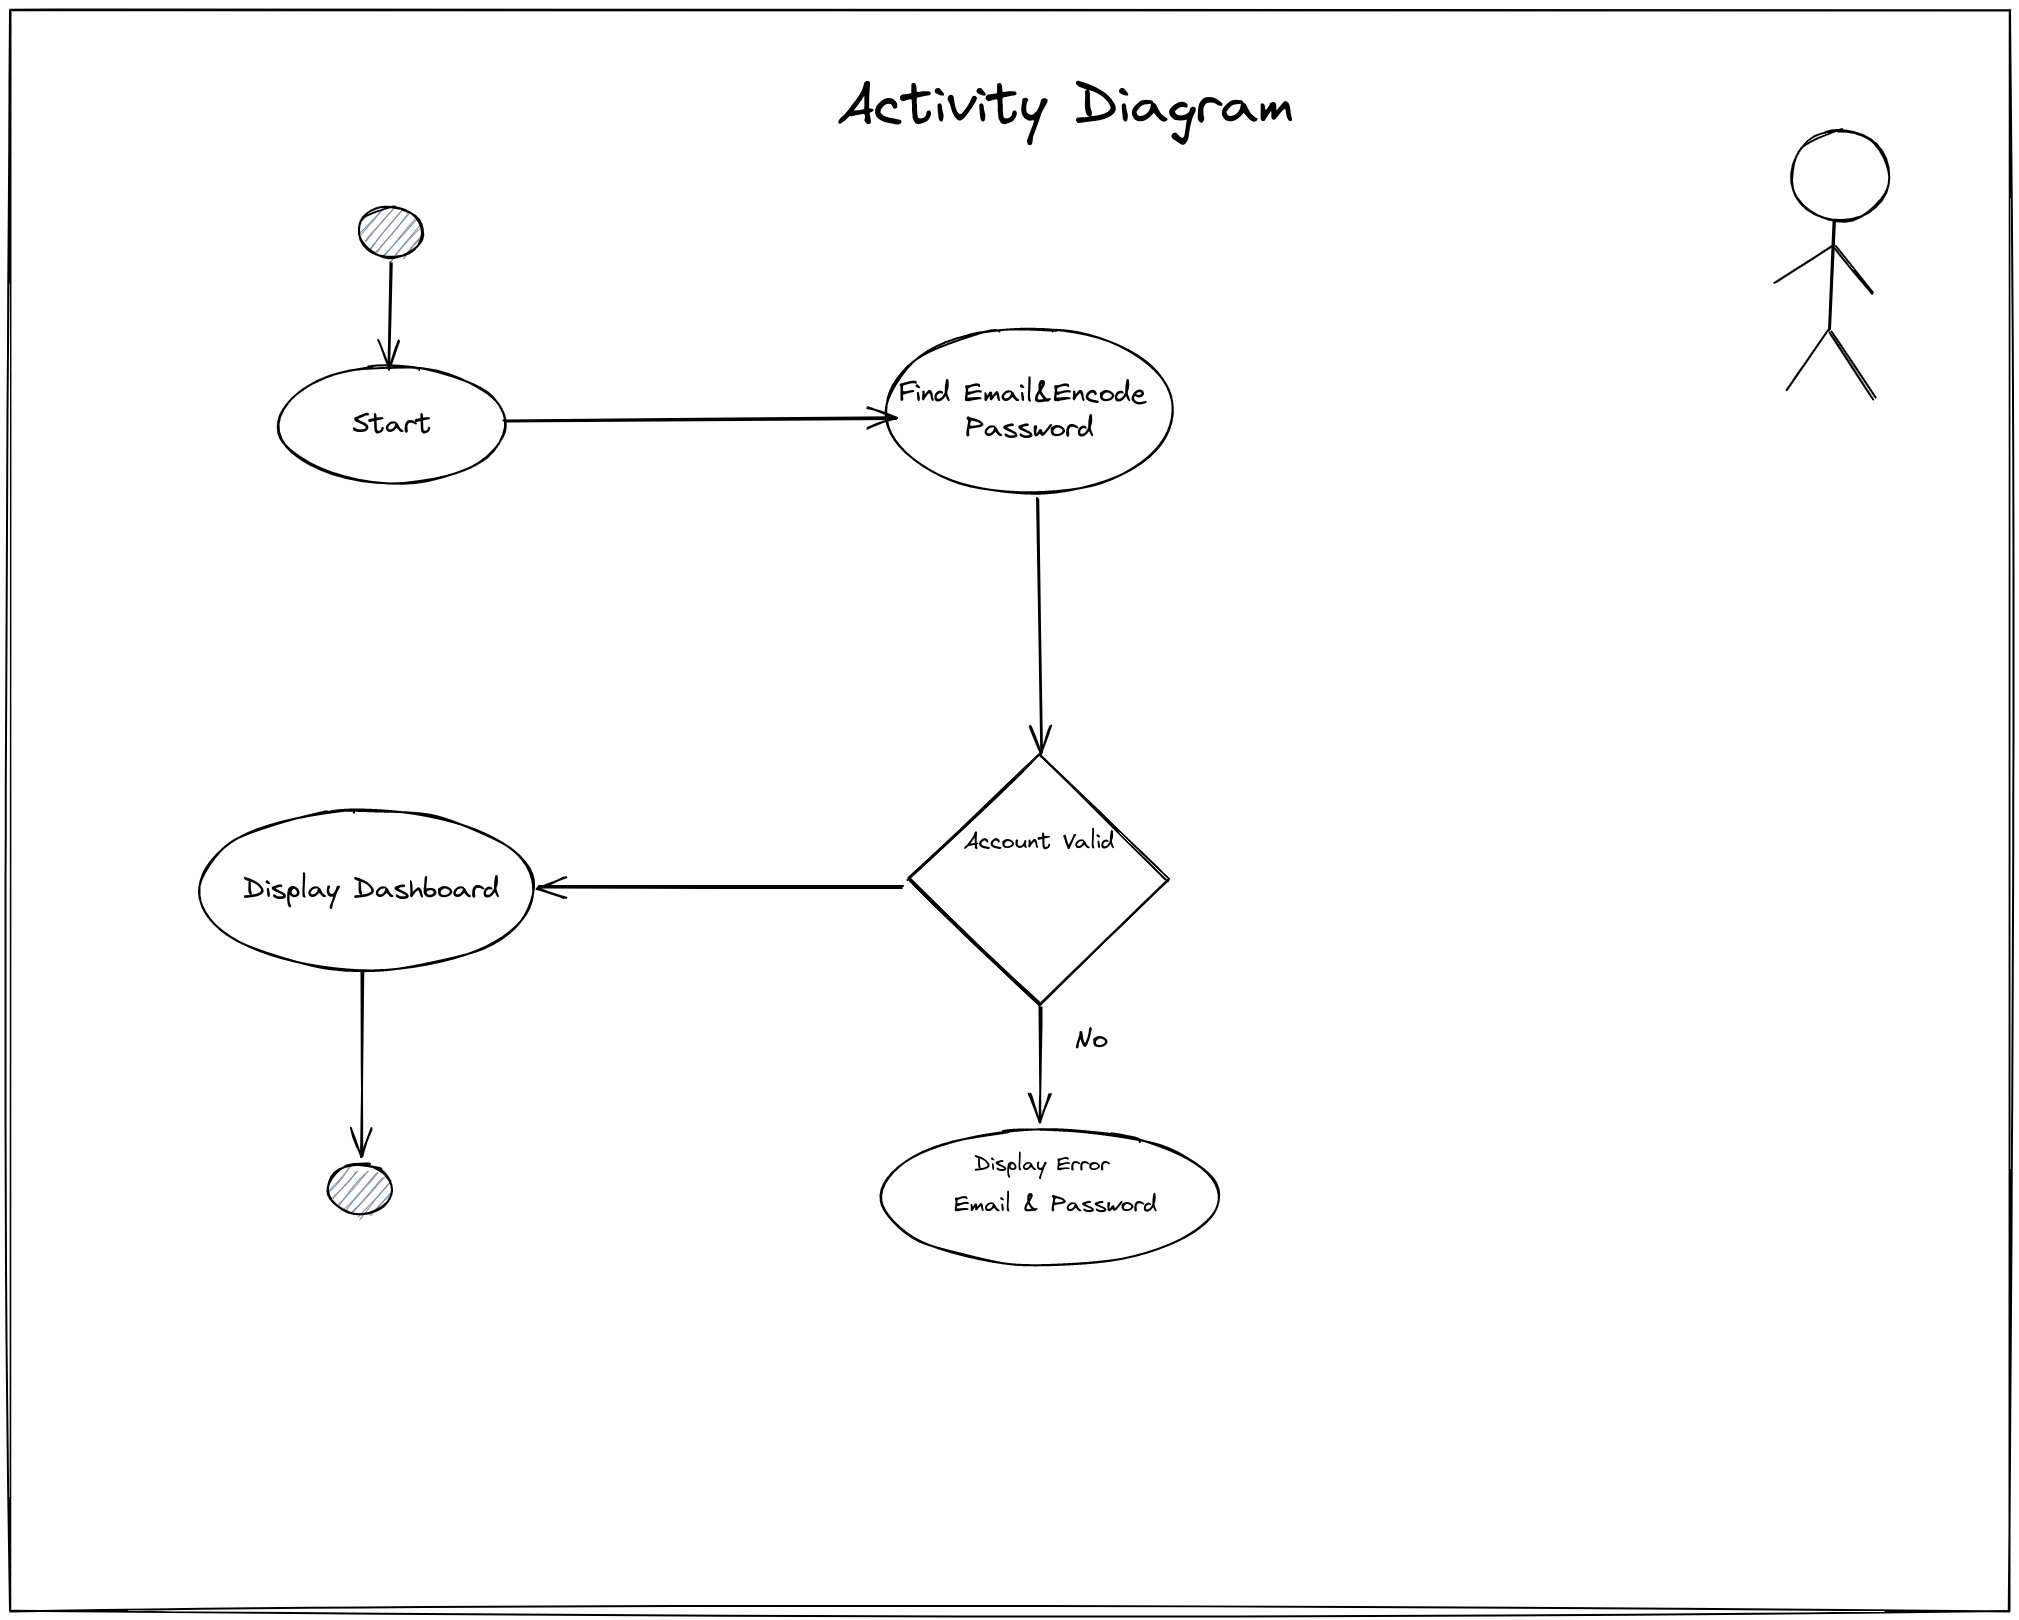 Activity Diagram
Start
Find Email&Encode
Password
Account Valid
Display Dashboard
No
Display Error
Email & Password